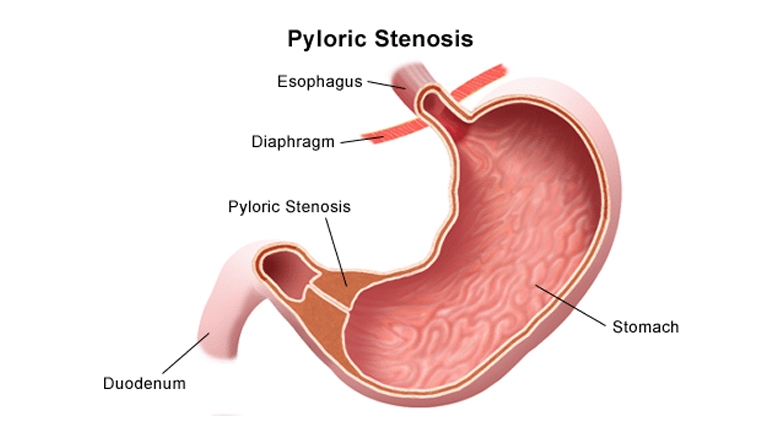 Pyloric Stenosis
Esophagus
Diaphragm
Pyloric Stenosis
Stomach
Duodenum